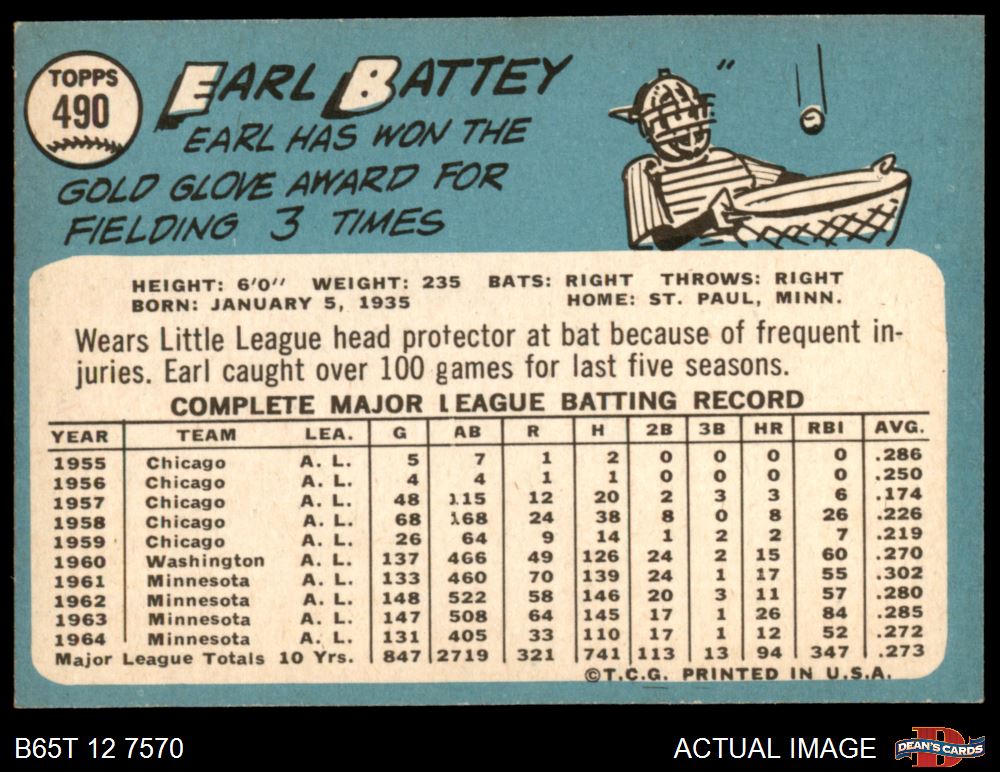 TOPPS
490
EARL BATTEY
EARL HAS WON THE
GOLD GLOVE AWARD FOR
FIELDING 3 TIMES
HEIGHT: 6'0" WEIGHT: 235 BATS: RIGHT THROWS: RIGHT
BORN: JANUARY 5, 1935 HOME: ST. PAUL, MINN.
Wears Little League head protector at bat because of frequent in-
juries. Earl caught over 100 games for last five seasons.
COMPLETE MAJOR LEAGUE BATTING RECORD
YEAR TEAM LEA. G AB R H 2B 3B HR RBI AVG.
1955 Chicago A. L. 5 7 1 2 0 0 0 0 .286
1956 Chicago A. L. 4 4 1 1 0 0 0 0 .250
1957 Chicago A. L. 48 115 12 20 2 3 3 6 .174
1958 Chicago A. L. 68 168 24 38 8 0 8 26 .226
1959 Chicago A. L. 26 64 9 14 1 2 2 7 .219
1960 Washington A. L. 137 466 49 126 24 2 15 60 .270
1961 Minnesota A. L. 133 460 70 139 24 1 17 55 .302
1962 Minnesota A. L. 148 522 58 146 20 3 11 57 .280
1963 Minnesota A. L. 147 508 64 145 17 1 26 84 .285
1964 Minnesota A. L. 131 405 33 110 17 1 12 52 .272
Major League Totals 10 Yrs. 847 2719 321 741 113 13 94 347 .273
©T.C.G. PRINTED IN U.S.A.
B65T 12 7570 ACTUAL IMAGE
D
DEAN'S CARDS